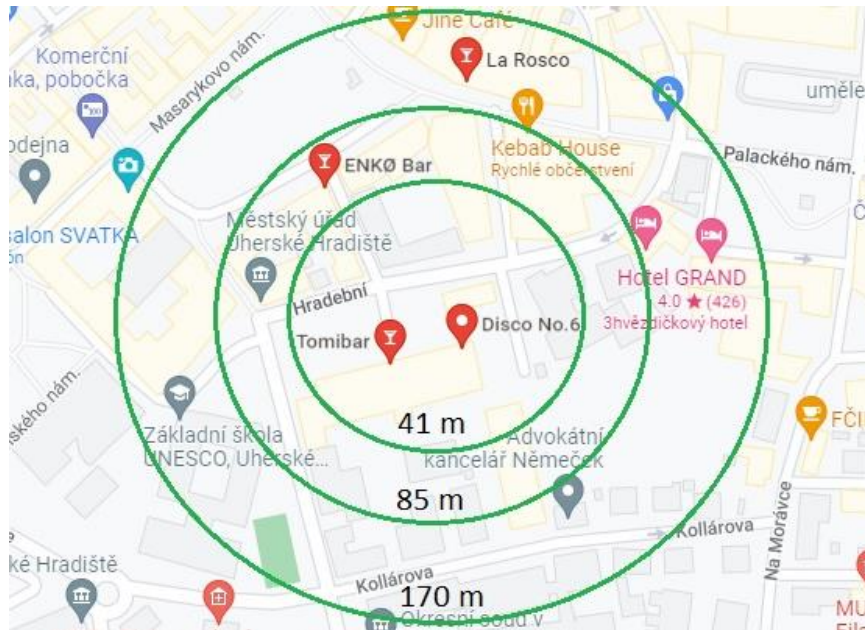 Jine Café
La Rosco
Komerční
ka, pobočka
Masarykovo nám.
uměle
odejna
ENKØ Bar
Kebab House
Rychlé občerstvení
Palackého nám.
salon SVATKA
ón
Městský úřad
Uherské Hradiště
Hotel GRAND
4.0 ★ (426)
3hvězdičkový hotel
Hradební
Tomibar
Disco No.6
ského nám.
41 m
Základní škola
UNESCO, Uherské...
Advokátní
kancelář Němeček
FČI
85 m
Kollárova
Na Morávce
ké Hradiště
Kollárova
170 m
Okresní soud v
MU